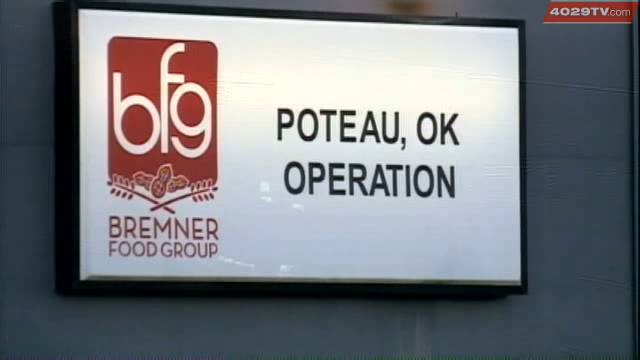 4029TV.com
bfg
BREMNER
FOOD GROUP
POTEAU, OK
OPERATION